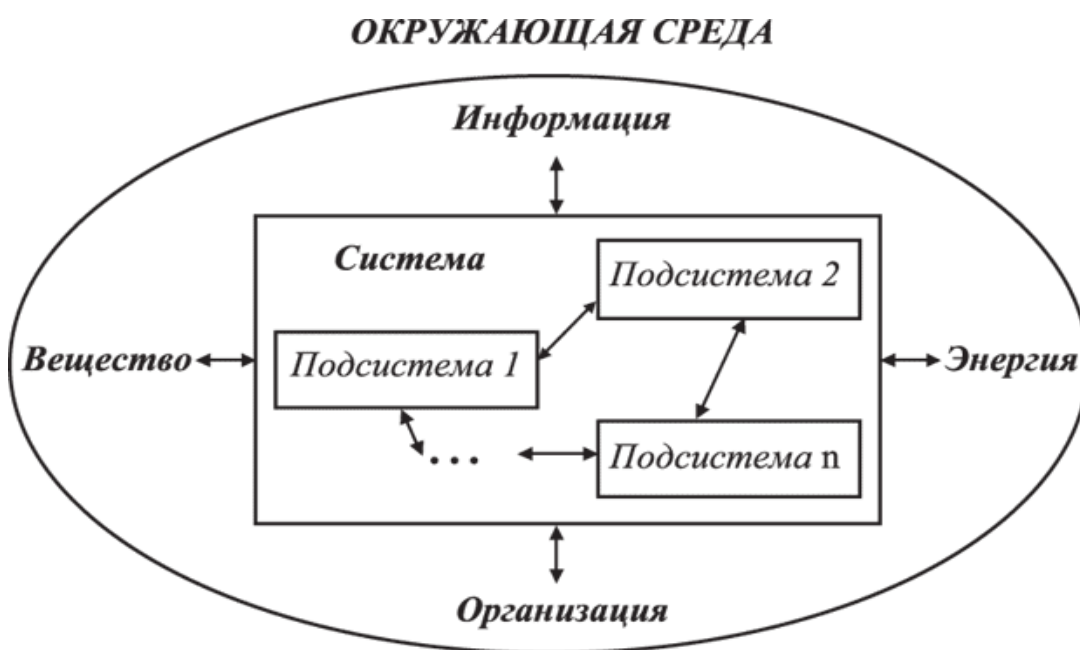 ОКРУЖАЮЩАЯ СРЕДА
Информация
Система
Подсистема 2
Вещество
Подсистема 1
Энергия
...
Подсистема n
Организация